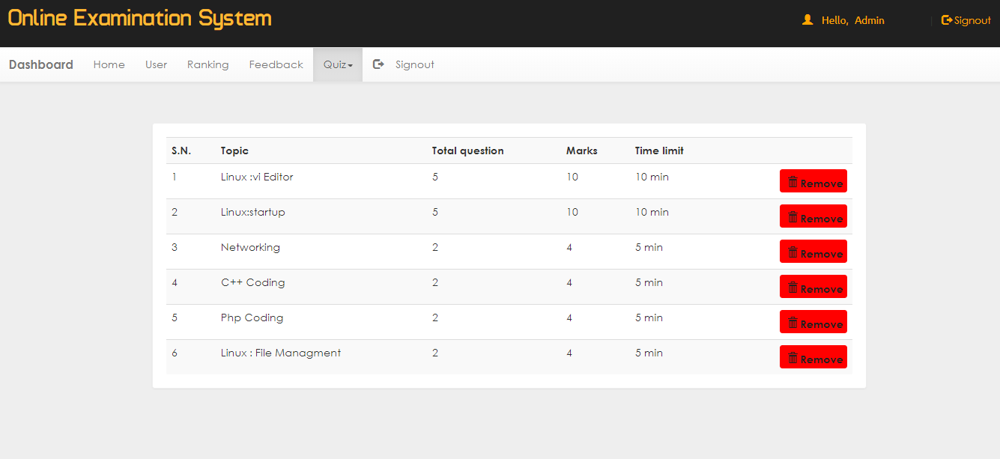 Online Examination System
Hello, Admin Signout
Dashboard Home User Ranking Feedback Quiz Signout
S.N. Topic Total question Marks Time limit
1 Linux :vi Editor 5 10 10 min Remove
2 Linux:startup 5 10 10 min Remove
3 Networking 2 4 5 min Remove
4 C++ Coding 2 4 5 min Remove
5 Php Coding 2 4 5 min Remove
6 Linux : File Managment 2 4 5 min Remove